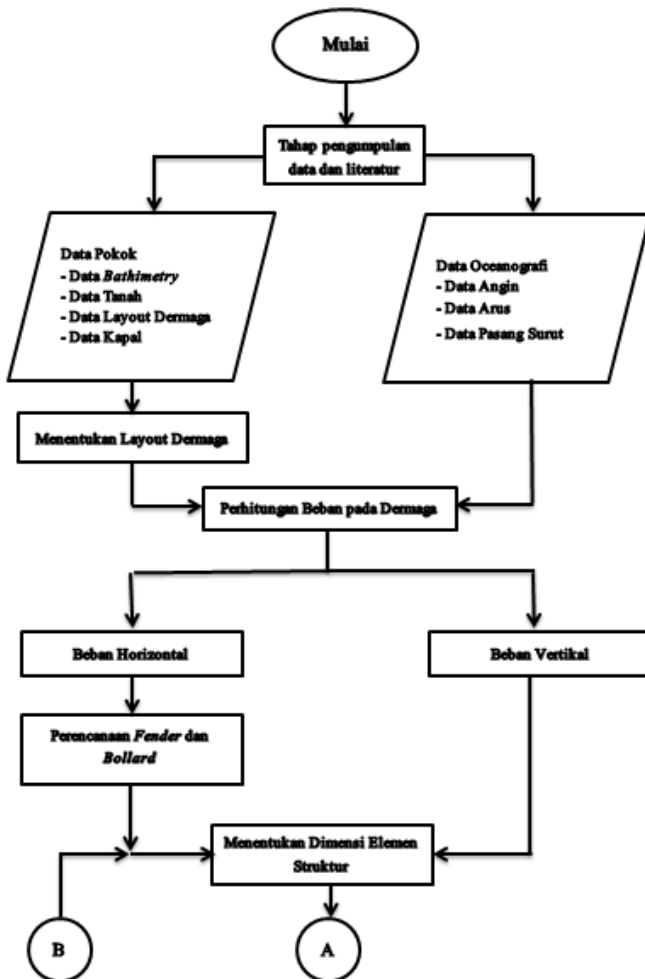 Mulai
Tahap pengumpulan
data dan literatur
Data Pokok
- Data Bathimetry
- Data Tanah
- Data Layout Dermaga
- Data Kapal
Data Oceanografi
- Data Angin
- Data Arus
- Data Pasang Surut
Menentukan Layout Dermaga
Perhitungan Beban pada Dermaga
Beban Horizontal
Beban Vertikal
Perencanaan Fender dan
Bollard
Menentukan Dimensi Elemen
Struktur
B
A